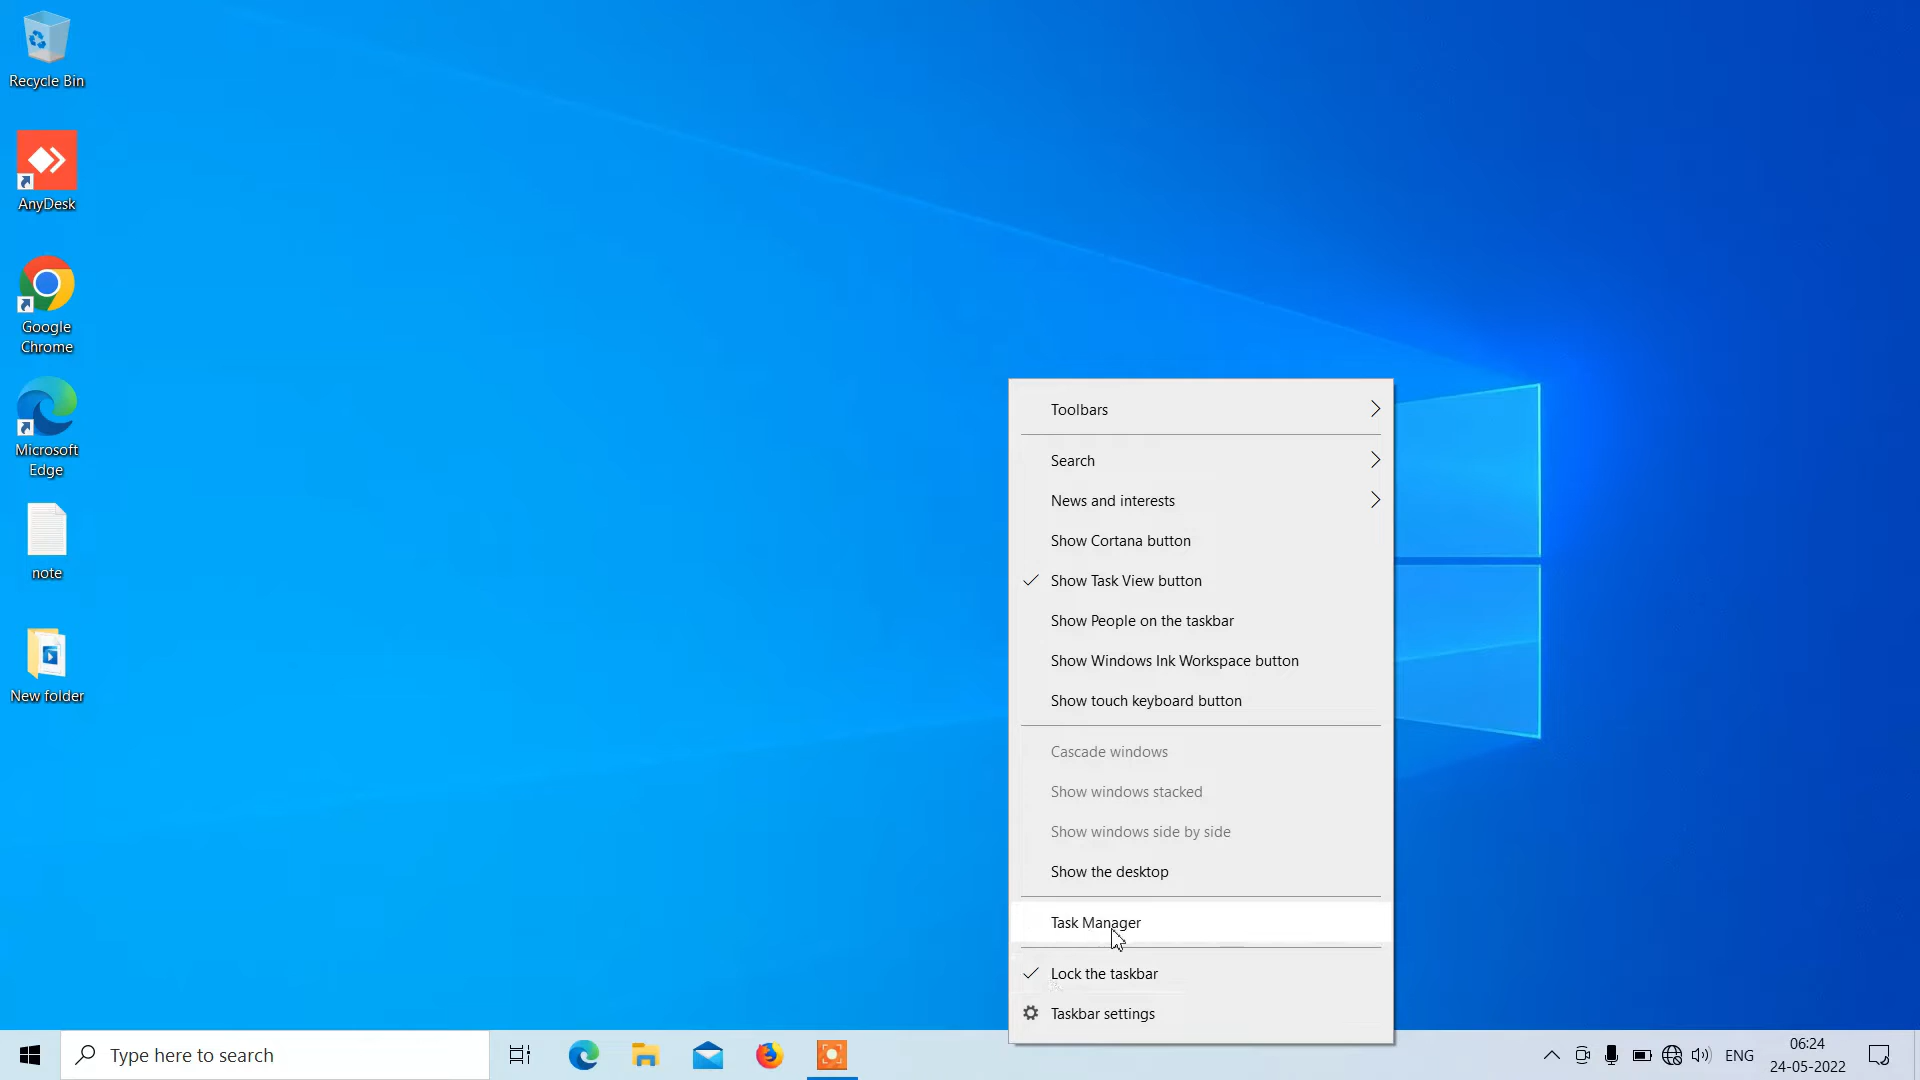 Recycle Bin
AnyDesk
Google
Chrome
Microsoft
Edge
note
New folder
Toolbars
Search
News and interests
Show Cortana button
Show Task View button
Show People on the taskbar
Show Windows Ink Workspace button
Show touch keyboard button
Cascade windows
Show windows stacked
Show windows side by side
Show the desktop
Task Manager
Lock the taskbar
Taskbar settings
Type here to search
ENG
06:24
24-05-2022